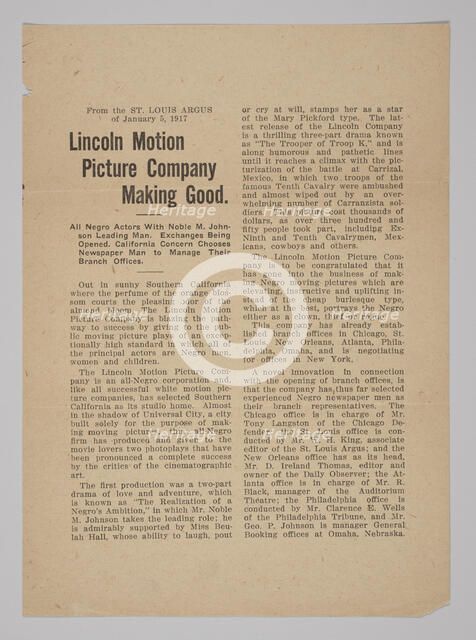 From the ST. LOUIS ARGUS
of January 5, 1917
Lincoln Motion
Picture Company
Making Good.
All Negro Actors With Noble M. John-
son Leading Man. Exchanges Being
Opened. California Concern Chooses
Newspaper Man to Manage Their
Branch Offices.
Out in sunny Southern California
where the perfume of the orange blos-
soms courts the pleasing odor of the
almond bloom, The Lincoln Motion
Picture Company is blazing the path-
way to success by giving to the pub-
lic moving picture plays of an excep-
tionally high standard in which all
the principal actors are Negro men,
women and children.
The Lincoln Motion Picture Com-
pany is an all-Negro corporation and,
like all successful white motion pic-
ture companies, has selected Southern
California as its studio home. Almost
in the shadow of Universal City, a city
built solely for the purpose of mak-
ing moving pictures, this all-Negro
firm has produced and given to the
movie lovers two photoplays that have
been pronounced a complete success
by the critics of the cinematographic
art.
The first production was a two-part
drama of love and adventure, which
is known as "The Realization of a
Negro's Ambition," in which Mr. Noble
M. Johnson takes the leading role; he
is admirably supported by Miss Beu-
lah Hall, whose ability to laugh, pout
or cry at will, stamps her as a star
of the Mary Pickford type. The lat-
est release of the Lincoln Company
is a thrilling three-part drama known
as "The Trooper of Troop K," and is
along humorous and pathetic lines
until it reaches a climax with the pic-
turization of the battle at Carrizal,
Mexico, in which two troops of the
famous Tenth Cavalry were ambushed
and almost wiped out by an over-
whelming number of Carranzista sol-
diers. This film cost thousands of
dollars, as over three hundred and
fifty people took part, including Ex-
Ninth and Tenth Cavalrymen, Mex-
icans, cowboys and others.
The Lincoln Motion Picture Com-
pany is to be congratulated that it
has gone into the business of mak-
ing Negro moving pictures which are
elevating, instructive and uplifting in-
stead of the cheap burlesque type,
which, at the best, portrays the Negro
either as a clown, thug or fool. The
company has already estab-
lished branch offices in Chicago, St.
Louis, New Orleans, Atlanta, Phila-
delphia, Omaha, and is negotiating
for offices in New York.
A novel innovation in connection
with the opening of branch offices, is
that the company has thus far selected
experienced Negro newspaper men as
their branch representatives. The
Chicago office is in charge of Mr.
Tony Langston of the Chicago De-
fender; the St. Louis office is con-
ducted by Mr. Wm. H. King, associate
editor of the St. Louis Argus; and the
New Orleans office has as its head,
Mr. D. Ireland Thomas, editor and
owner of the Daily Observer; the At-
lanta office is in charge of Mr. R.
Black, manager of the Auditorium
Theatre; the Philadelphia office is
conducted by Mr. Clarence E. Wells
of the Philadelphia Tribune, and Mr.
Geo. P. Johnson is manager General
Booking offices at Omaha, Nebraska.